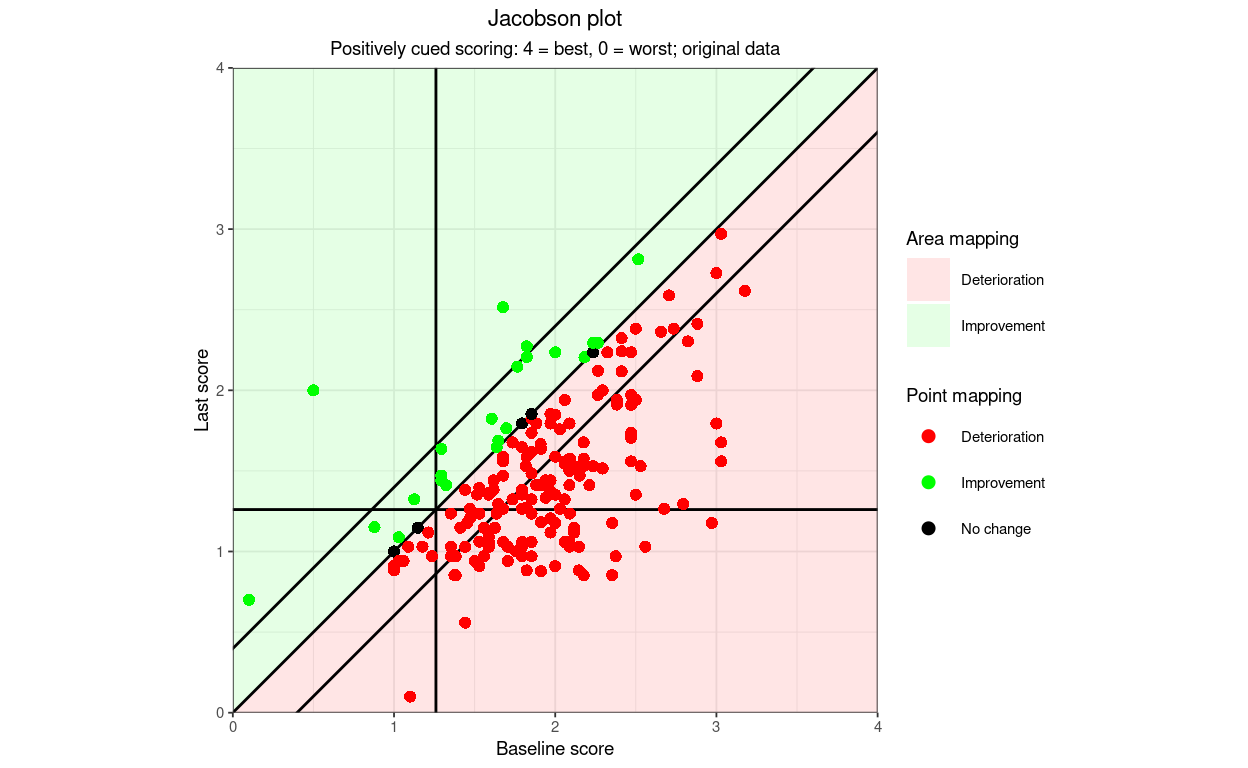 Jacobson plot
Positively cued scoring: 4 = best, 0 = worst; original data
4
3
2
1
0
Last score
0 1 2 3 4
Baseline score
Area mapping
Deterioration
Improvement
Point mapping
Deterioration
Improvement
No change